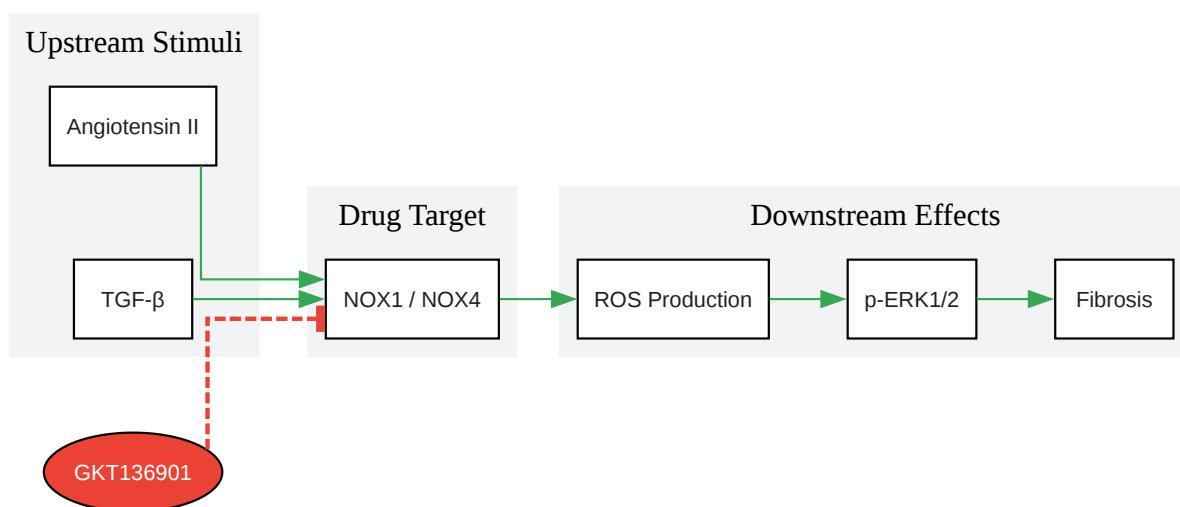 Upstream Stimuli
Angiotensin II
TGF-β
Drug Target
NOX1 / NOX4
Downstream Effects
ROS Production
p-ERK1/2
Fibrosis
GKT136901